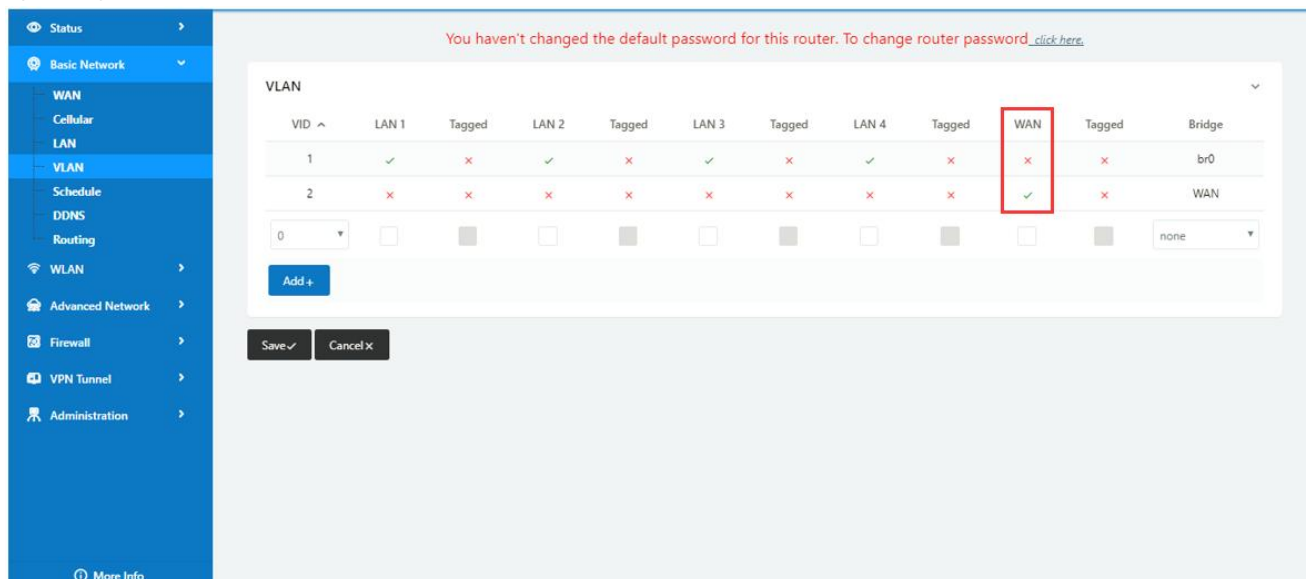 Status
You haven't changed the default password for this router. To change router password click here.
Basic Network
WAN
Cellular
LAN
VLAN
Schedule
DDNS
Routing
WLAN
Advanced Network
Firewall
VPN Tunnel
Administration
More Info
VLAN
VID LAN 1 Tagged LAN 2 Tagged LAN 3 Tagged LAN 4 Tagged WAN Tagged Bridge
1 ✓ × ✓ × ✓ × ✓ × × × br0
2 × × × × × × × × ✓ × WAN
0 none
Add +
Save ✓ Cancel ×